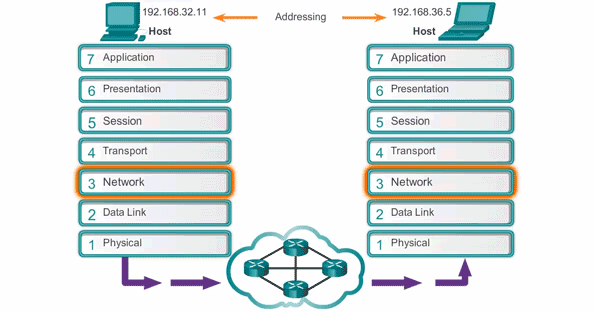 192.168.32.11
Addressing
192.168.36.5
Host
Host
7 Application
6 Presentation
5 Session
4 Transport
3 Network
2 Data Link
1 Physical
7 Application
6 Presentation
5 Session
4 Transport
3 Network
2 Data Link
1 Physical